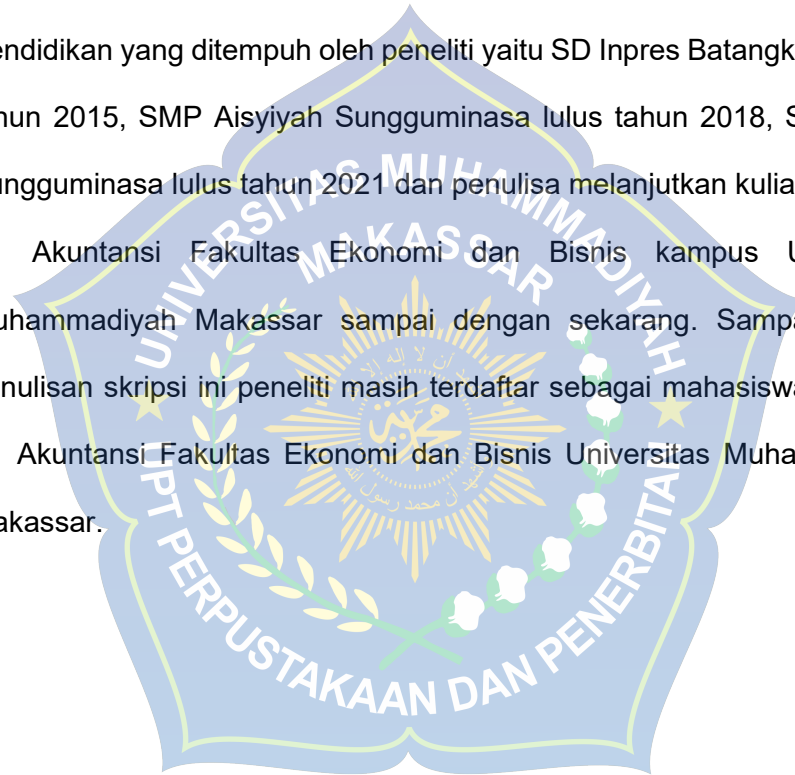 endidikan yang ditempuh oleh peneliti yaitu SD Inpres Batangk
hun 2015, SMP Aisyiyah Sungguminasa lulus tahun 2018, S
ungguminasa lulus tahun 2021 dan penulisa melanjutkan kulia
Akuntansi Fakultas Ekonomi dan Bisnis kampus U
uhammadiyah Makassar sampai dengan sekarang. Sampa
nulisan skripsi ini peneliti masih terdaftar sebagai mahasiswa
Akuntansi Fakultas Ekonomi dan Bisnis Universitas Muha
akassar.
UNIVERSITAS MUHAMMADIYAH
MAKASSAR
محمدية
UPT PERPUSTAKAAN DAN PENERBITAN